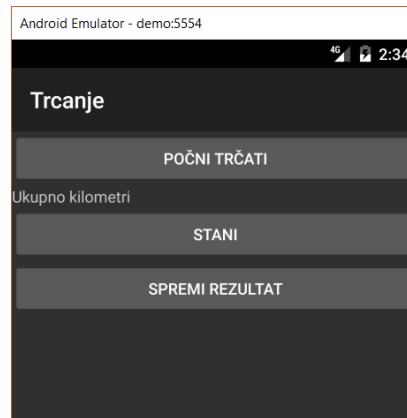 Android Emulator - demo:5554
4G 2:34
Trcanje
POČNI TRČATI
Ukupno kilometri
STANI
SPREMI REZULTAT